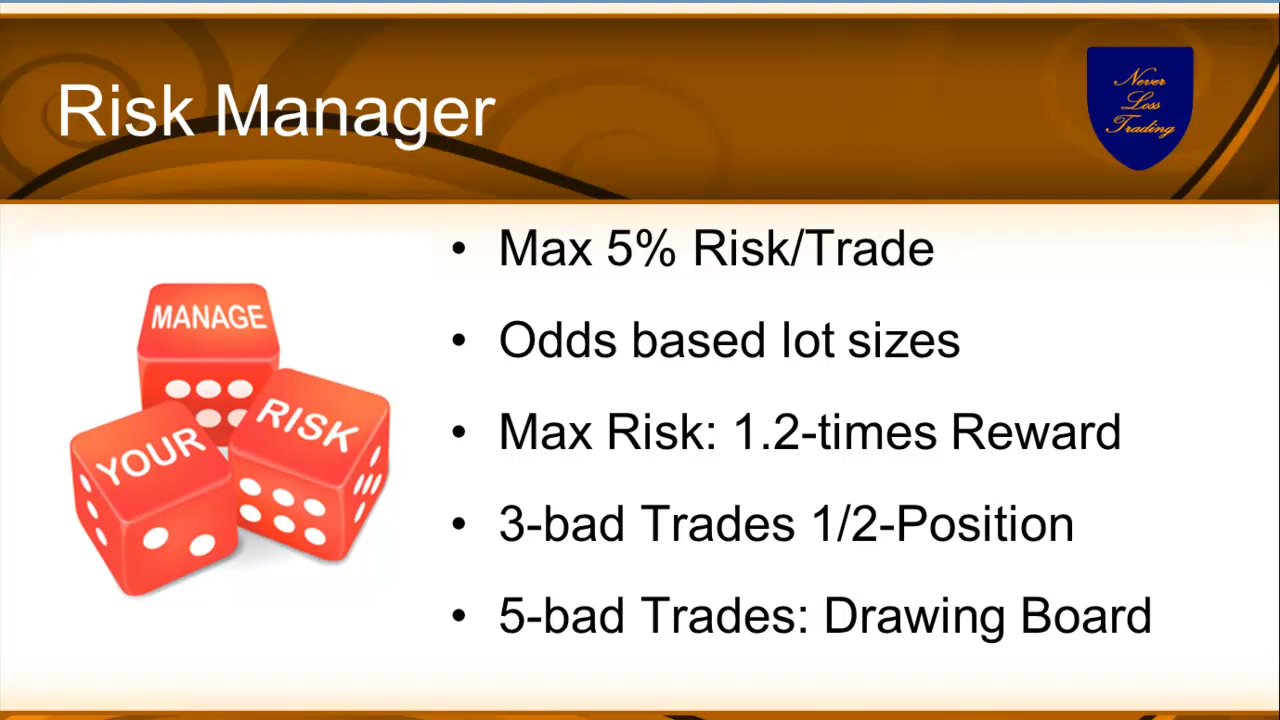 Risk Manager
Never
Loss
Trading
• Max 5% Risk/Trade
• Odds based lot sizes
• Max Risk: 1.2-times Reward
• 3-bad Trades 1/2-Position
• 5-bad Trades: Drawing Board
MANAGE
YOUR
RISK